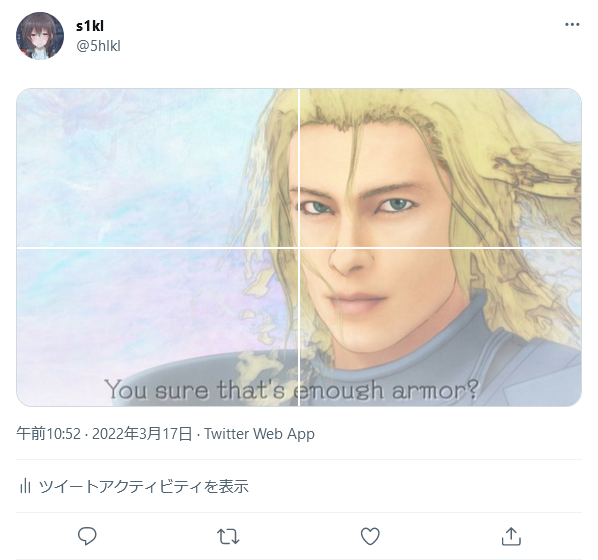 s1kl
@5hlkl
You sure that's enough armor?
午前10:52 · 2022年3月17日 · Twitter Web App
ツイートアクティビティを表示